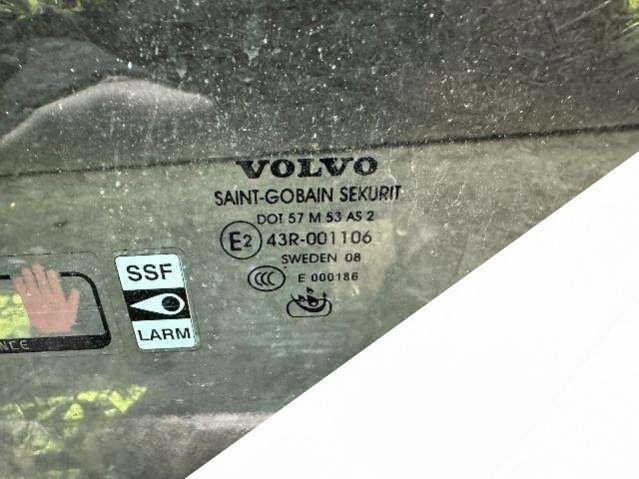 VOLVO
SAINT-GOBAIN SEKURIT
DOT 57 M 53 AS 2
E2 43R-001106
SWEDEN 08
CCC E 000186
SSF
LARM